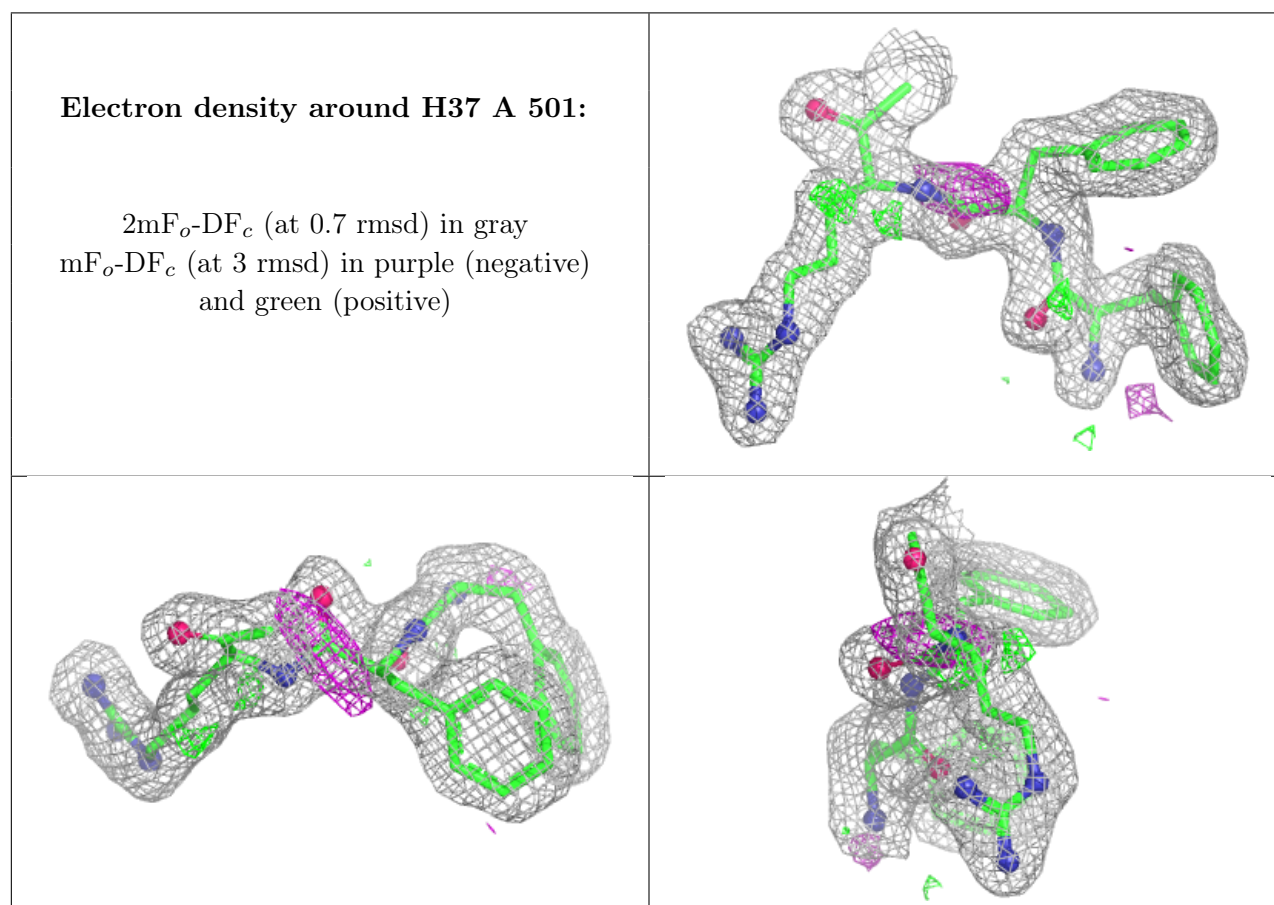 Electron density around H37 A 501:
2mFo-DFc (at 0.7 rmsd) in gray
mFo-DFc (at 3 rmsd) in purple (negative)
and green (positive)